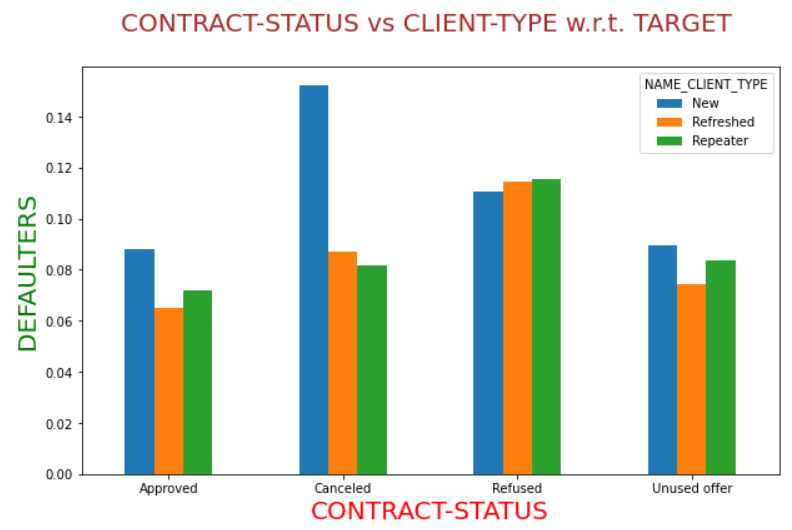 CONTRACT-STATUS vs CLIENT-TYPE w.r.t. TARGET
NAME_CLIENT_TYPE
New
Refreshed
Repeater
DEFAULTERS
0.14
0.12
0.10
0.08
0.06
0.04
0.02
0.00
Approved Canceled Refused Unused offer
CONTRACT-STATUS